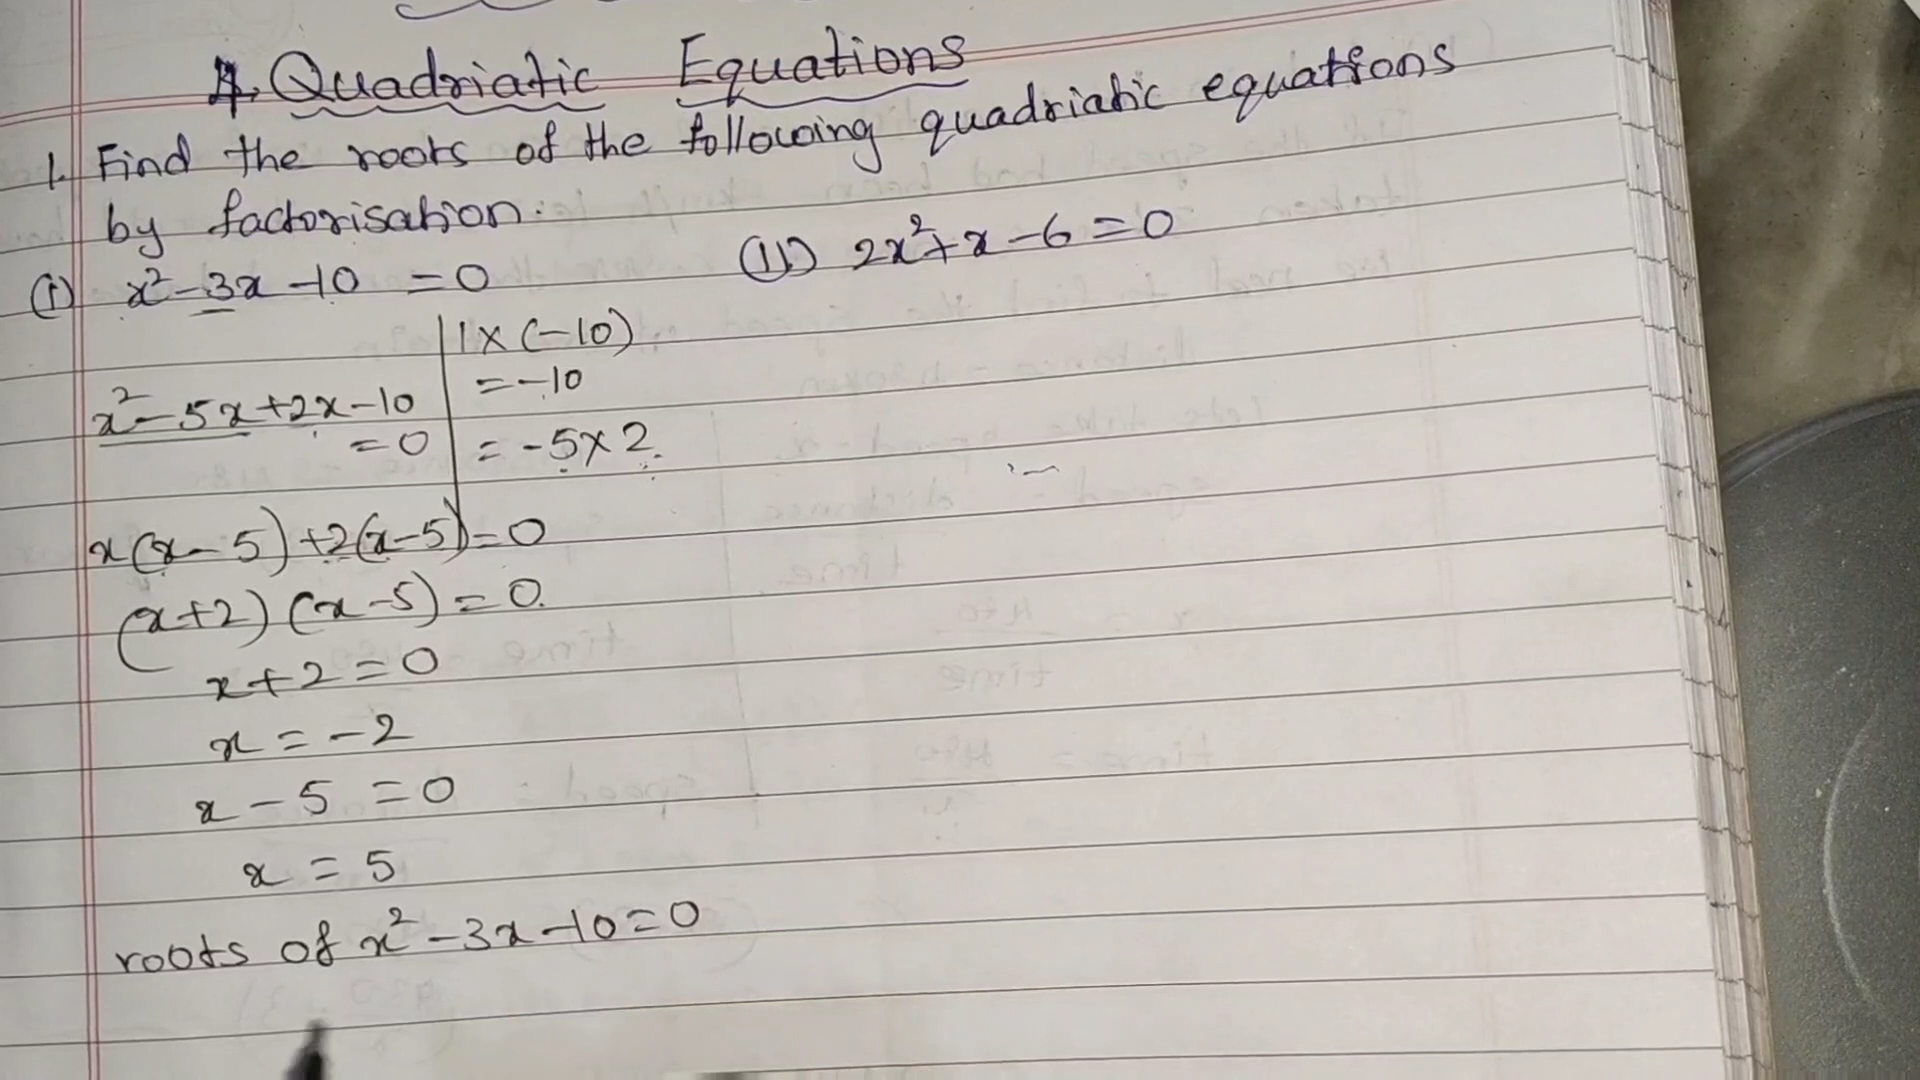 4. Quadriatic Equations
1. Find the roots of the following quadriatic equations
by factorisation.
(i) x² - 3x - 10 = 0
(ii) 2x² + x - 6 = 0
1 × (-10)
= -10
= -5 × 2.
x² - 5x + 2x - 10
= 0
x(x - 5) + 2(x - 5) = 0
(x + 2) (x - 5) = 0.
x + 2 = 0
x = -2
x - 5 = 0
x = 5
roots of x² - 3x - 10 = 0